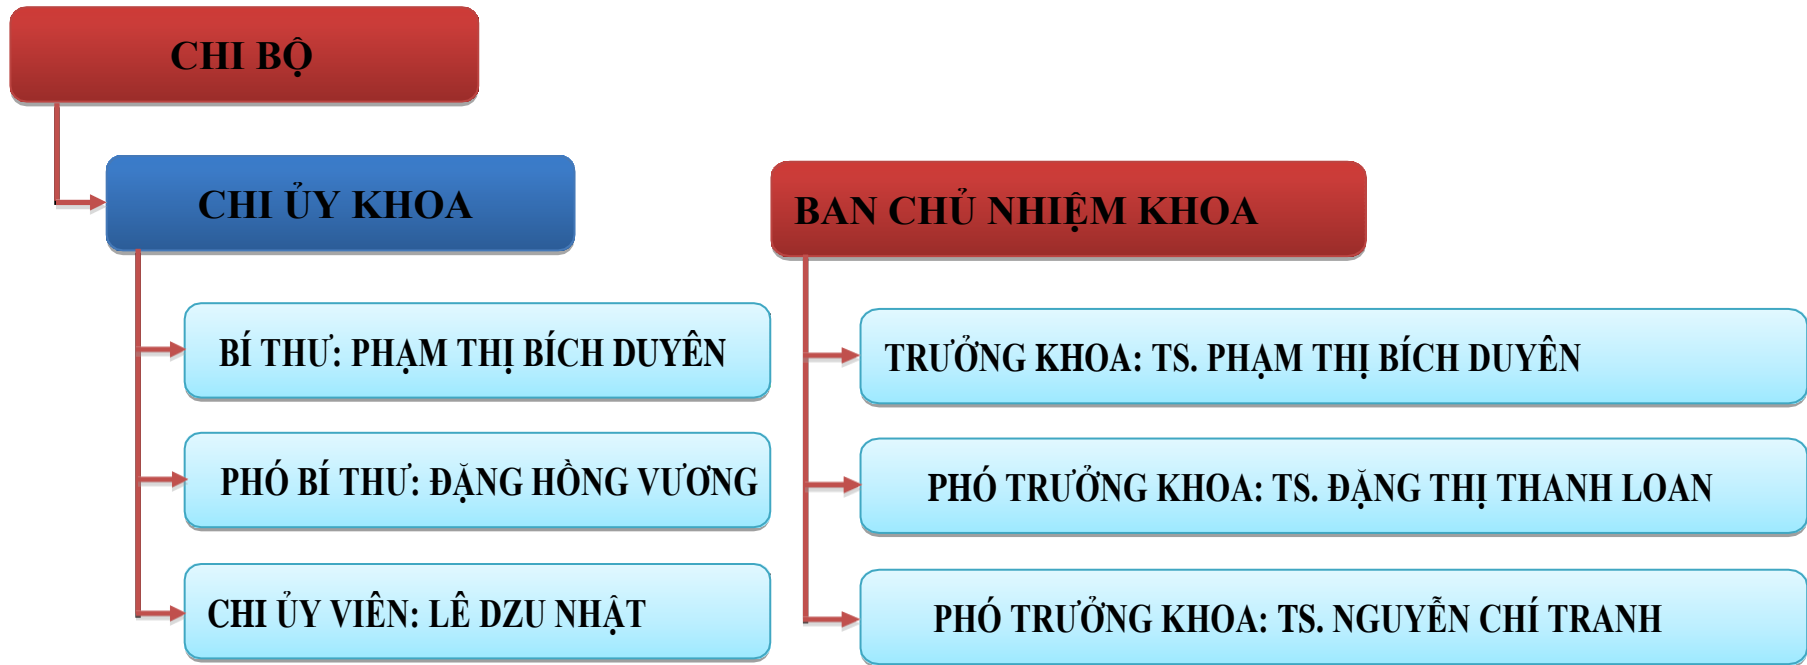 CHI BỘ
CHI ỦY KHOA
BÍ THƯ: PHẠM THỊ BÍCH DUYÊN
PHÓ BÍ THƯ: ĐẶNG HỒNG VƯƠNG
CHI ỦY VIÊN: LÊ DZU NHẬT
BAN CHỦ NHIỆM KHOA
TRƯỞNG KHOA: TS. PHẠM THỊ BÍCH DUYÊN
PHÓ TRƯỞNG KHOA: TS. ĐẶNG THỊ THANH LOAN
PHÓ TRƯỞNG KHOA: TS. NGUYỄN CHÍ TRANH